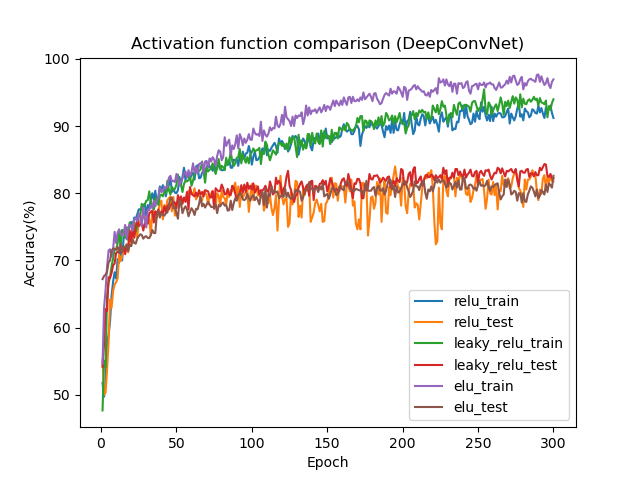 Activation function comparison (DeepConvNet)
Accuracy(%)
100
90
80
70
60
50
0
50
100
150
200
250
300
Epoch
relu_train
relu_test
leaky_relu_train
leaky_relu_test
elu_train
elu_test